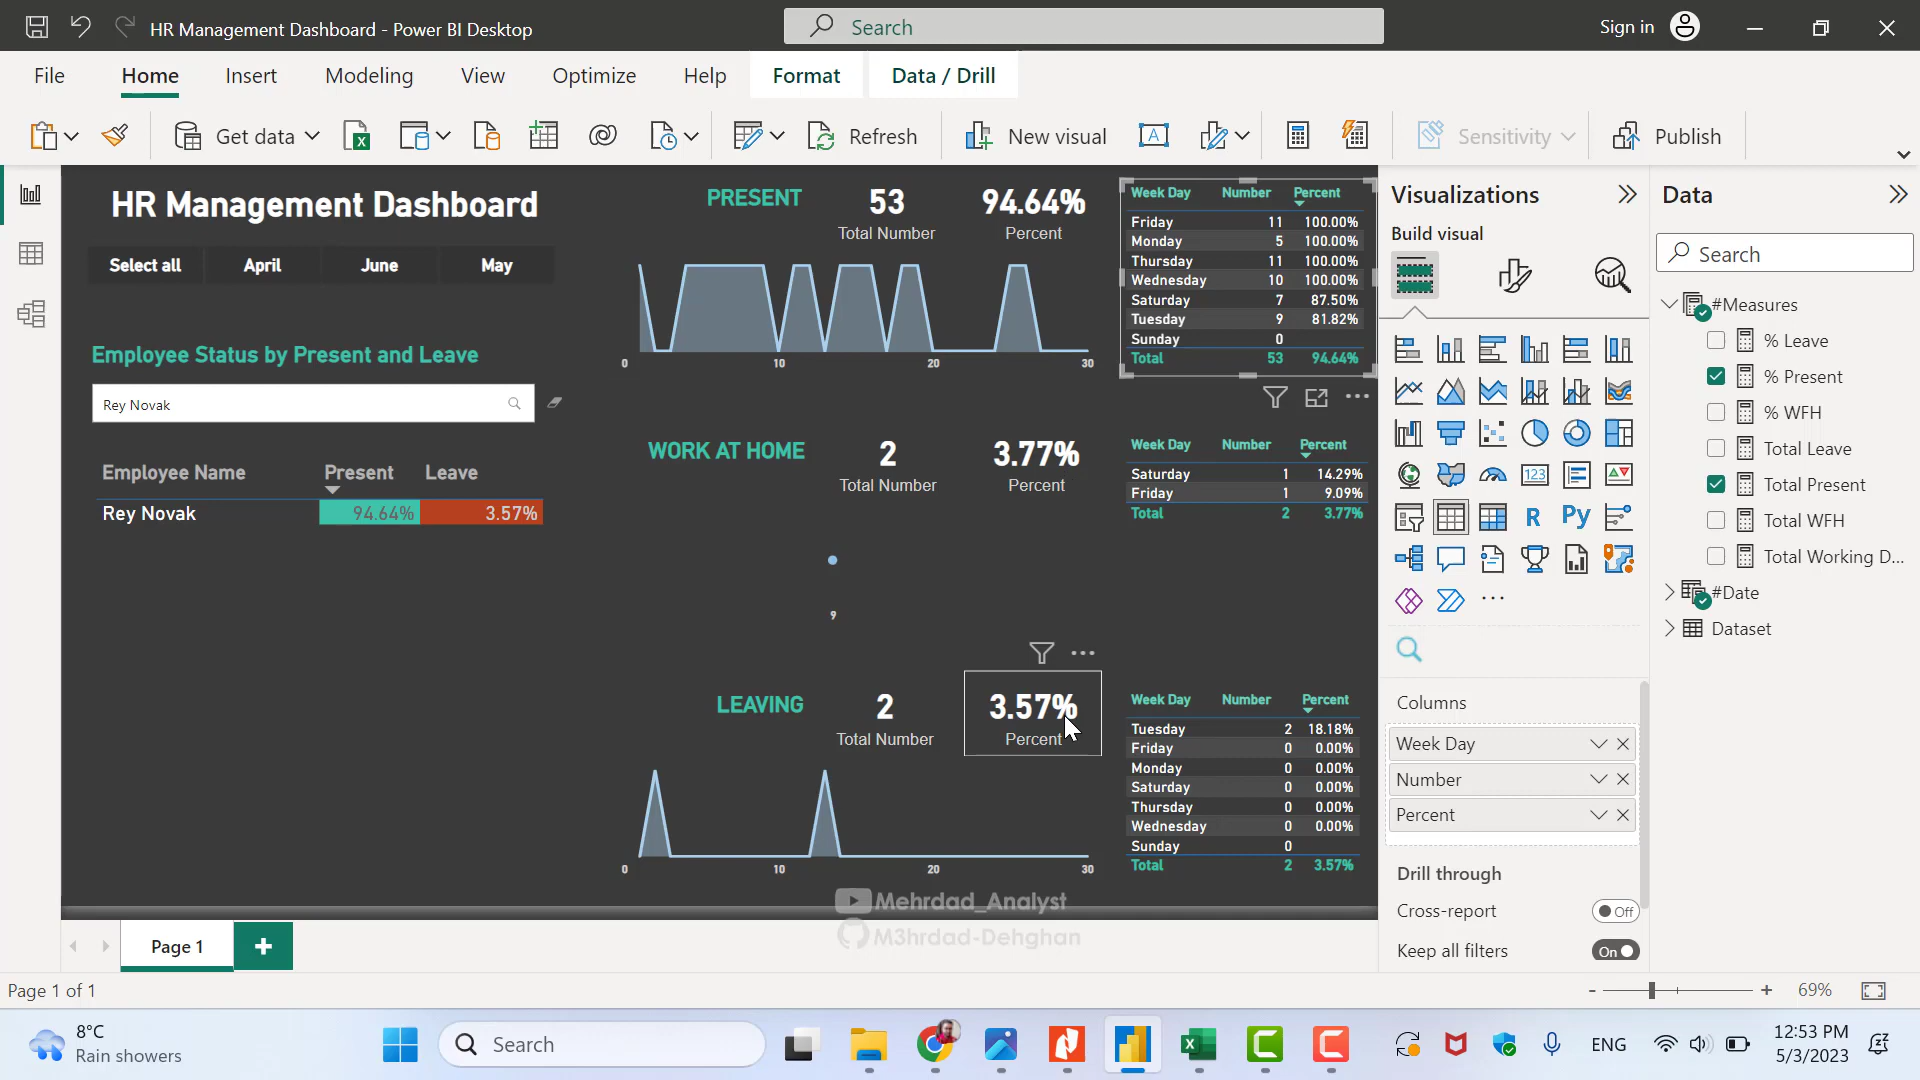 HR Management Dashboard - Power BI Desktop
Search
Sign in
File Home Insert Modeling View Optimize Help Format Data / Drill
Get data Refresh New visual Sensitivity Publish
HR Management Dashboard
Select all April June May
Employee Status by Present and Leave
Rey Novak
Employee Name Present Leave
Rey Novak 94.64% 3.57%
PRESENT
53
Total Number
94.64%
Percent
0 10 20 30
Week Day Number Percent
Friday 11 100.00%
Monday 5 100.00%
Thursday 11 100.00%
Wednesday 10 100.00%
Saturday 7 87.50%
Tuesday 9 81.82%
Sunday 0
Total 53 94.64%
WORK AT HOME
2
Total Number
3.77%
Percent
9
Week Day Number Percent
Saturday 1 14.29%
Friday 1 9.09%
Total 2 3.77%
LEAVING
2
Total Number
3.57%
Percent
0 10 20 30
Week Day Number Percent
Tuesday 2 18.18%
Friday 0 0.00%
Monday 0 0.00%
Saturday 0 0.00%
Thursday 0 0.00%
Wednesday 0 0.00%
Sunday 0
Total 2 3.57%
Mehrdad_Analyst
M3hrdad-Dehghan
Visualizations
Build visual
123
R Py
Columns
Week Day
Number
Percent
Drill through
Cross-report Off
Keep all filters On
Data
Search
#Measures
% Leave
% Present
% WFH
Total Leave
Total Present
Total WFH
Total Working D...
#Date
Dataset
Page 1
Page 1 of 1
69%
8°C
Rain showers
Search
ENG
12:53 PM
5/3/2023